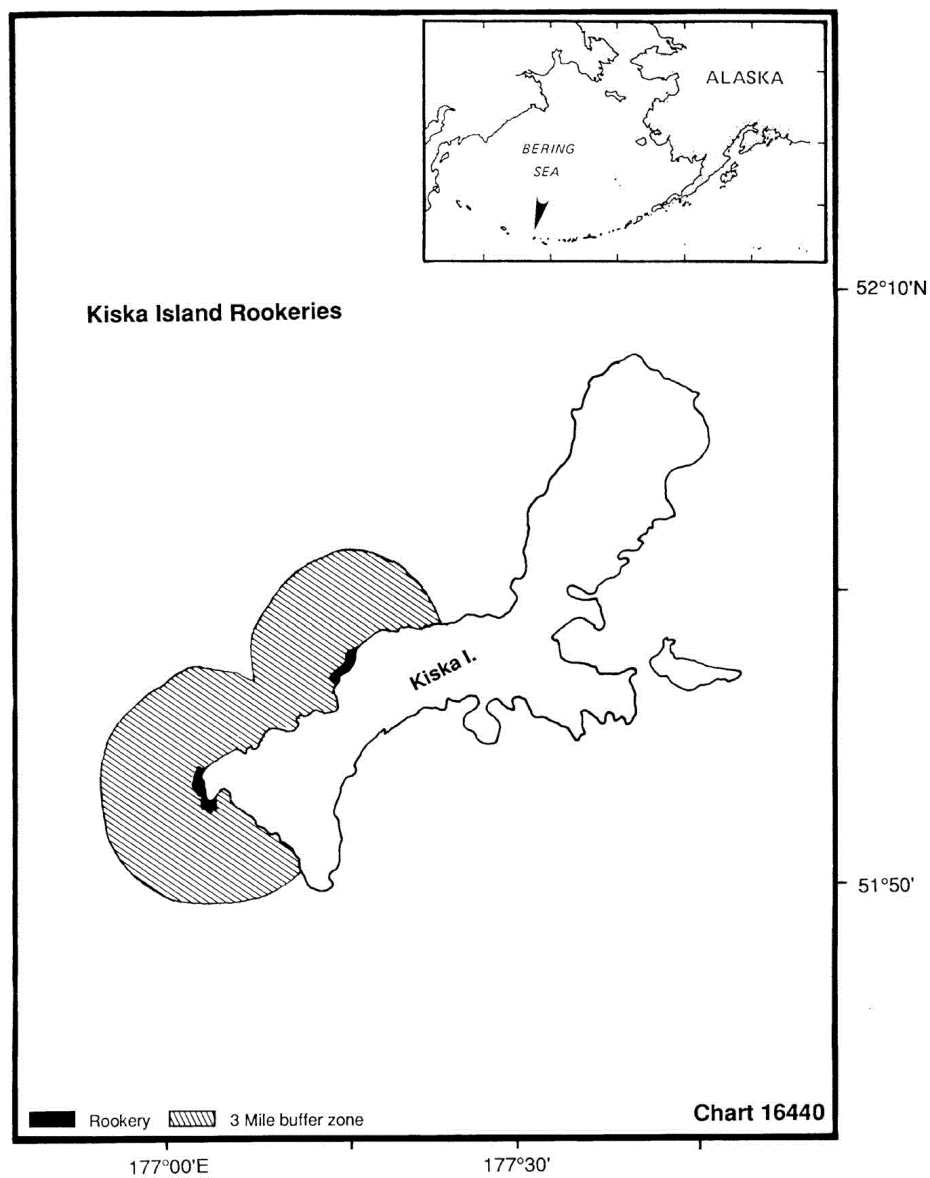 ALASKA
BERING
SEA
52°10'N
Kiska Island Rookeries
Kiska I.
51°50'
Rookery
3 Mile buffer zone
Chart 16440
177°00'E
177°30'